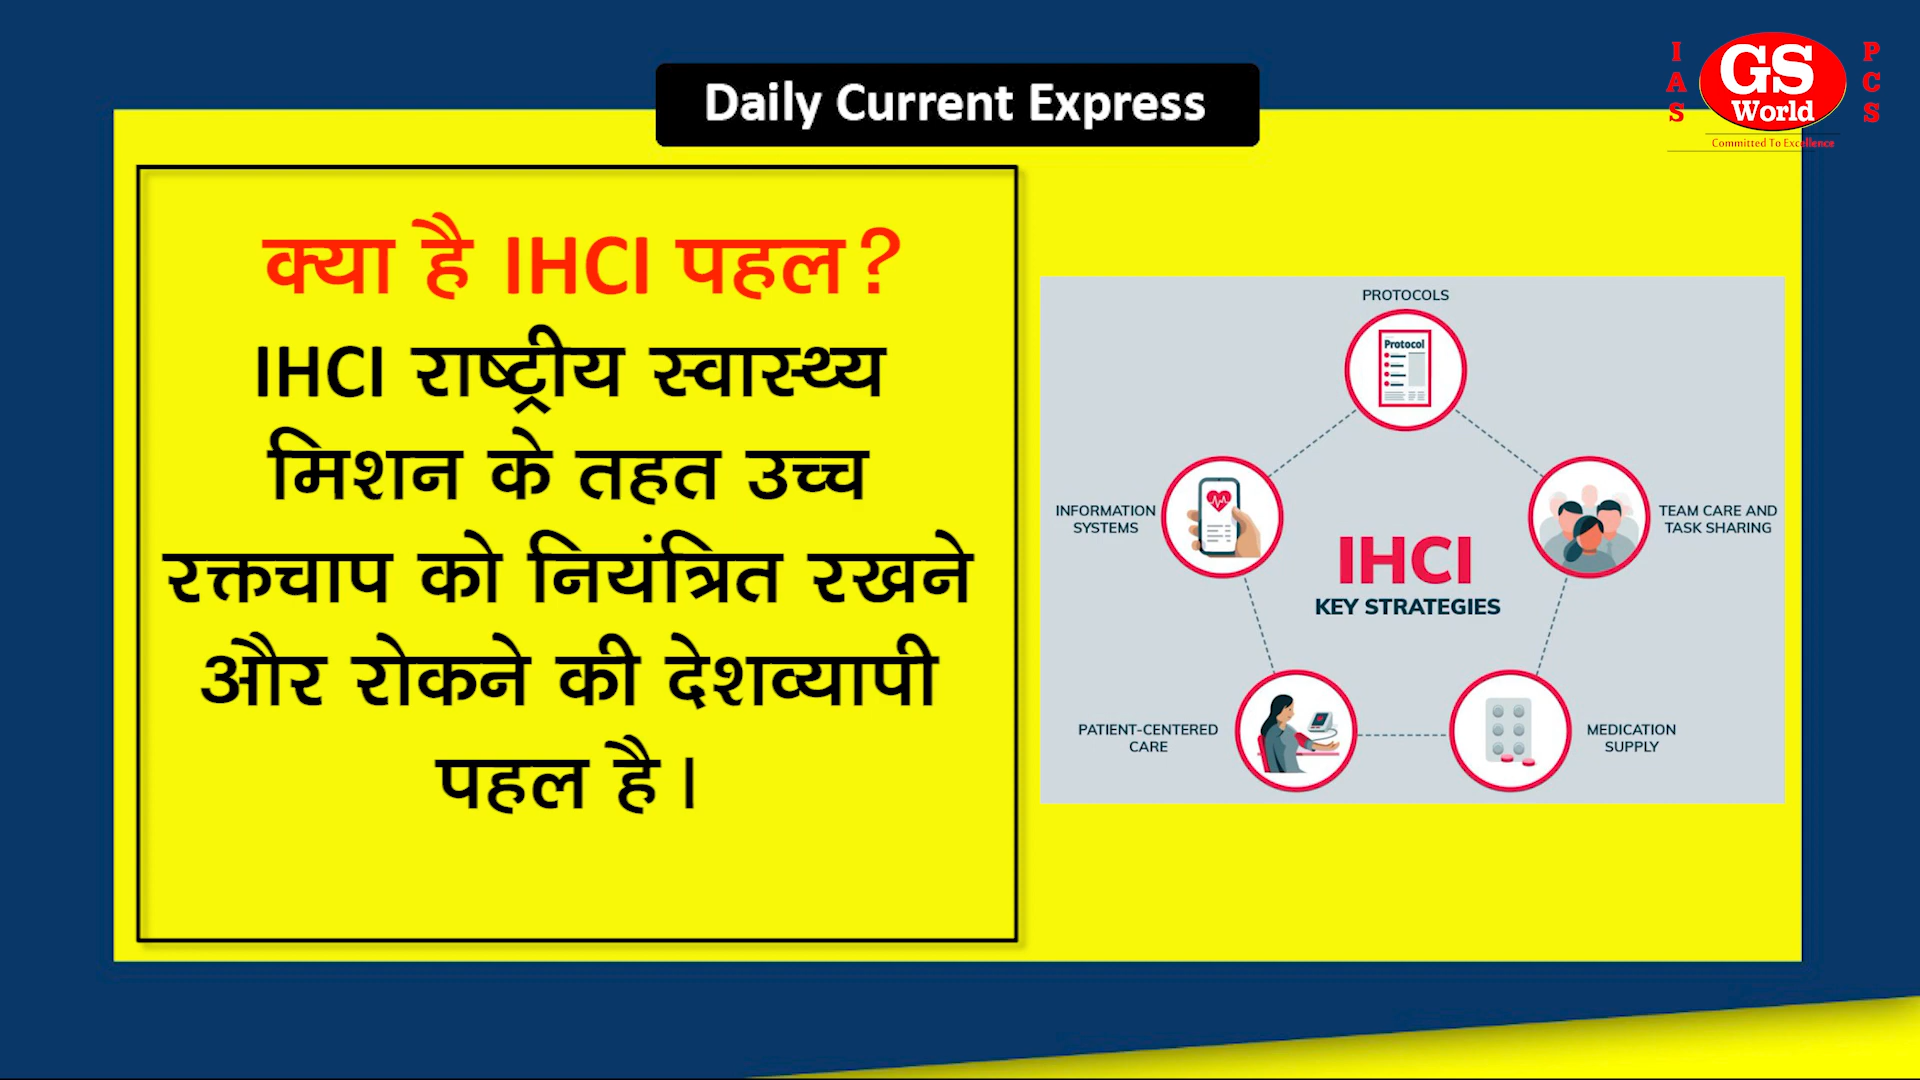 Daily Current Express
I
A
S
GS
World
P
C
S
Committed To Excellence
क्या है IHCI पहल?
IHCI राष्ट्रीय स्वास्थ्य
मिशन के तहत उच्च
रक्तचाप को नियंत्रित रखने
और रोकने की देशव्यापी
पहल है।
PROTOCOLS
Protocol
INFORMATION
SYSTEMS
TEAM CARE AND
TASK SHARING
IHCI
KEY STRATEGIES
PATIENT-CENTERED
CARE
MEDICATION
SUPPLY